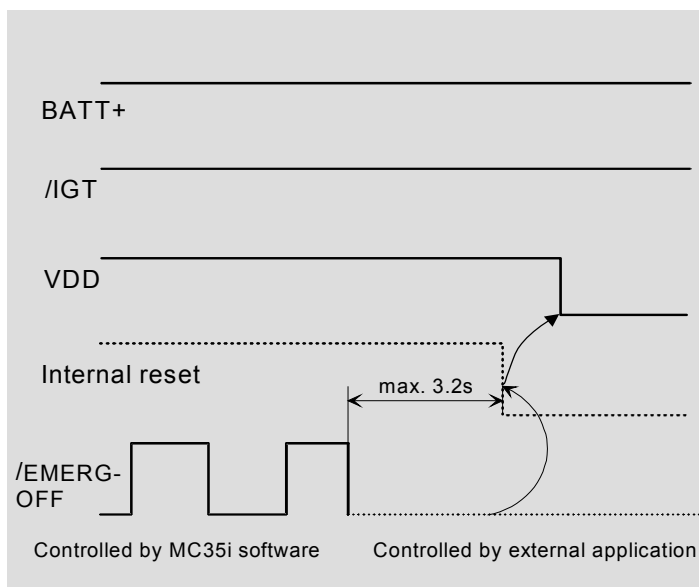 BATT+
/IGT
VDD
Internal reset
max. 3.2s
/EMERG-
OFF
Controlled by MC35i software
Controlled by external application